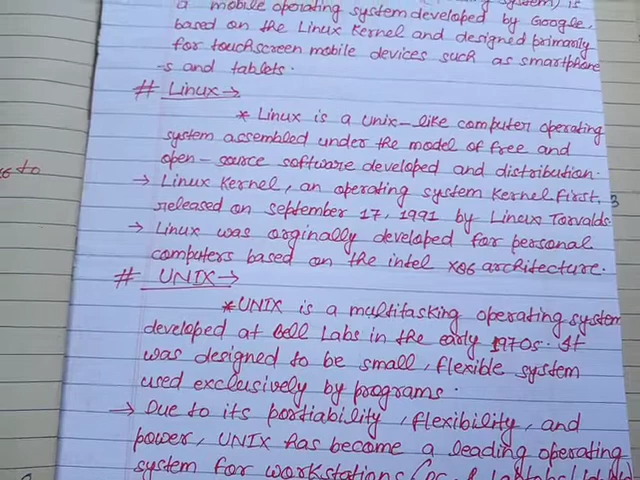 a mobile operating system developed by Google,
based on the Linux Kernel and designed primarily
for touchscreen mobile devices such as smartphone
-s and tablets.
# Linux→
* Linux is a Unix-like computer operating
system assembled under the model of free and
open-source software developed and distribution.
→ Linux Kernel, an operating system Kernel first,
released on september 17, 1991 by Linux Torvalds.
→ Linux was orginally developed for personal
computers based on the intel X86 architecture.
# UNIX→
*UNIX is a multitasking operating system
developed at Bell Labs in the early 1970s. It
was designed to be small, flexible system
used exclusively by programs.
→ Due to its portiability, flexibility, and
power, UNIX has become a leading operating
system for workstations